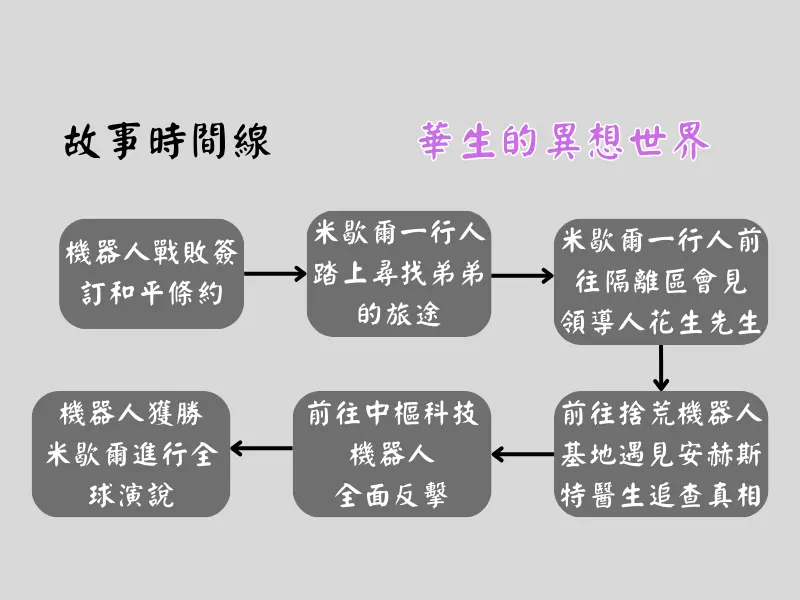 故事時間線
華生的異想世界
機器人戰敗簽
訂和平條約
米歇爾一行人
踏上尋找弟弟
的旅途
米歇爾一行人前
往隔離區會見
領導人花生先生
前往捨荒機器人
基地遇見安赫斯
特醫生追查真相
前往中樞科技
機器人
全面反擊
機器人獲勝
米歇爾進行全
球演說